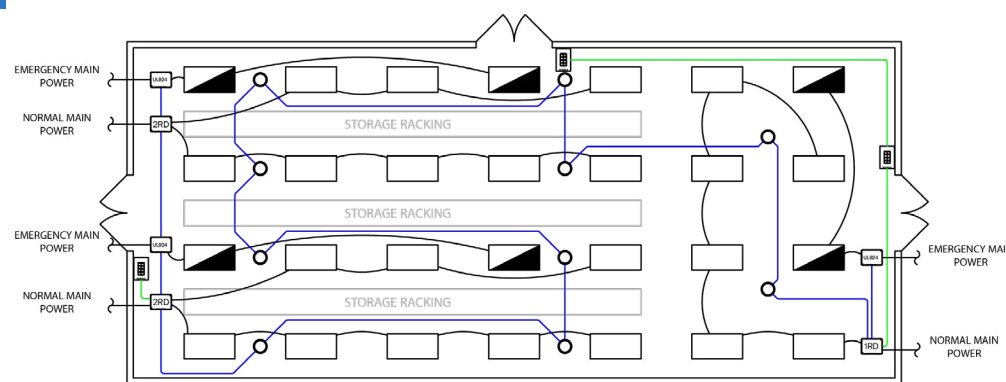 EMERGENCY MAIN
POWER
UL924
NORMAL MAIN
POWER
2RD
STORAGE RACKING
STORAGE RACKING
EMERGENCY MAIN
POWER
UL924
EMERGENCY MAI
POWER
UL924
NORMAL MAIN
POWER
2RD
STORAGE RACKING
NORMAL MAIN
POWER
1RD